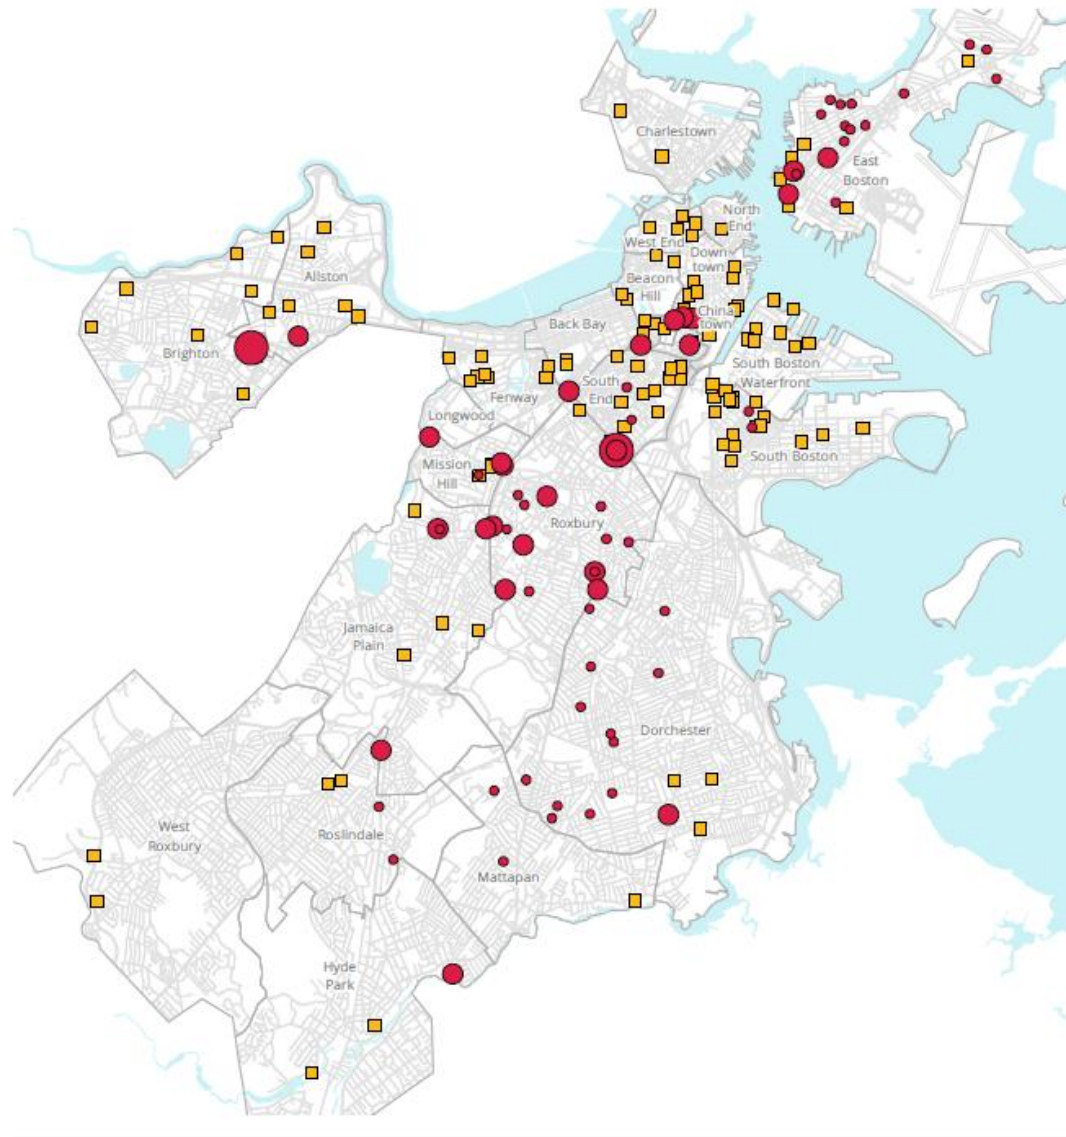 Charlestown
East
Boston
North
End
West End
Down
town
Allston
Beacon
Hill
China
town
Back Bay
Brighton
South Boston
Waterfront
South
End
Fenway
Longwood
South Boston
Mission
Hill
Roxbury
Jamaica
Plain
Dorchester
West
Roxbury
Roslindale
Mattapan
Hyde
Park